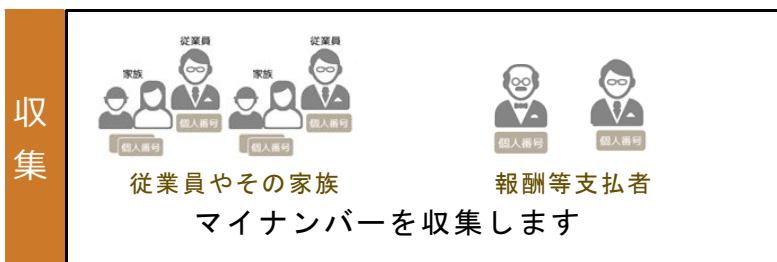 収集
従業員
従業員
家族
家族
個人番号
個人番号
個人番号
個人番号
個人番号
個人番号
従業員やその家族
報酬等支払者
マイナンバーを収集します